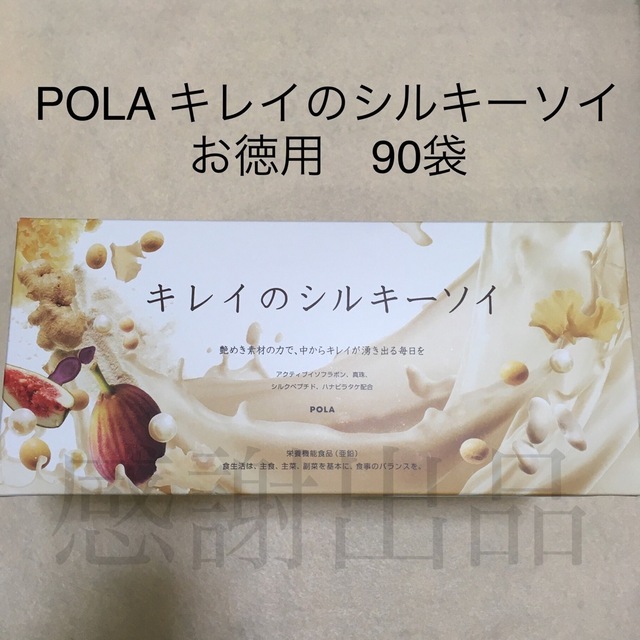 POLA キレイのシルキーソイ
お徳用　90袋
キレイのシルキーソイ
艶めき素材の力で、中からキレイが湧き出る毎日を
アクティブイソフラボン、真珠、
シルクペプチド、ハナビラタケ配合
POLA
栄養機能食品(亜鉛)
食生活は、主食、主菜、副菜を基本に、食事のバランスを。
感謝出品